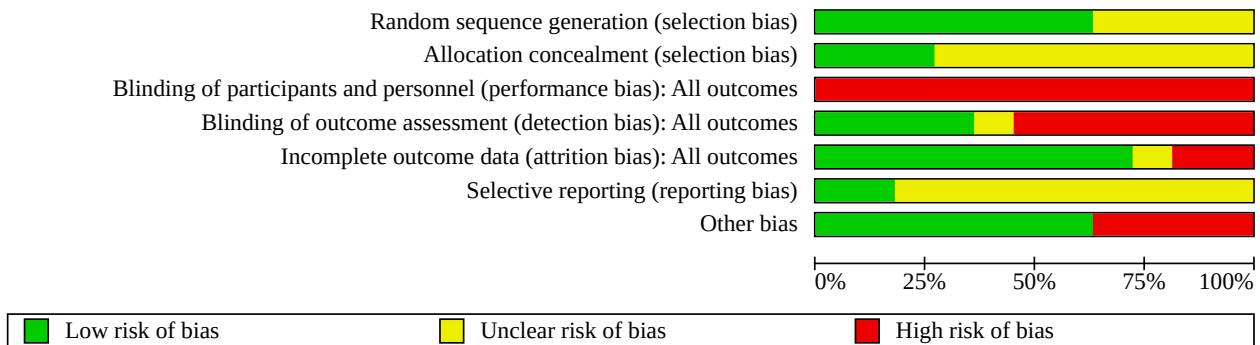 Random sequence generation (selection bias)
Allocation concealment (selection bias)
Blinding of participants and personnel (performance bias): All outcomes
Blinding of outcome assessment (detection bias): All outcomes
Incomplete outcome data (attrition bias): All outcomes
Selective reporting (reporting bias)
Other bias
0% 25% 50% 75% 100%
Low risk of bias Unclear risk of bias High risk of bias